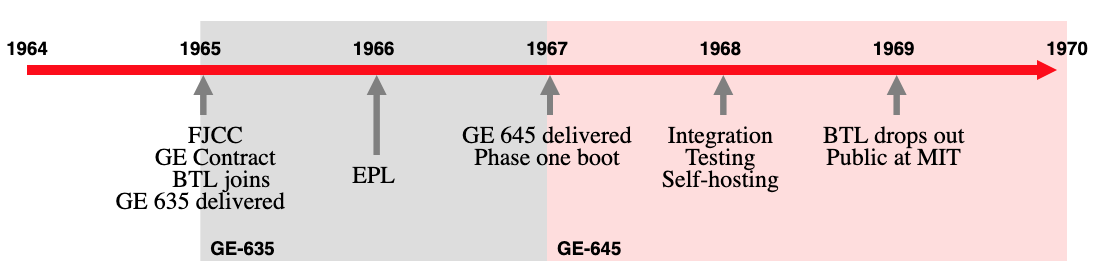 1964 1965 1966 1967 1968 1969 1970
FJCC
GE Contract
BTL joins
GE 635 delivered
EPL
GE 645 delivered
Phase one boot
Integration
Testing
Self-hosting
BTL drops out
Public at MIT
GE-635
GE-645